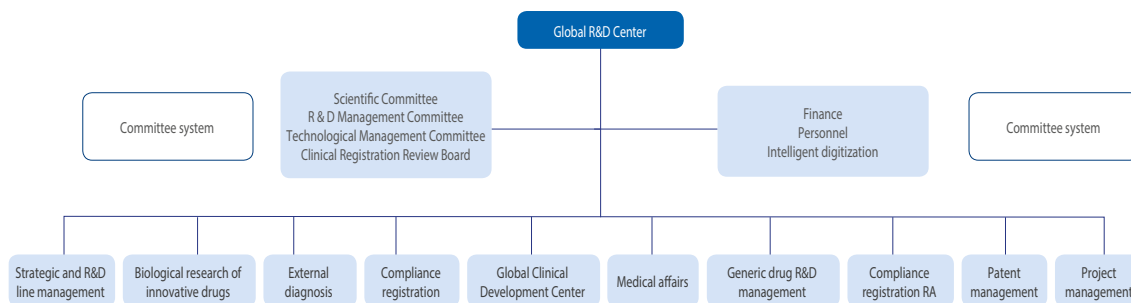 Global R&D Center
Committee system
Scientific Committee
R & D Management Committee
Technological Management Committee
Clinical Registration Review Board
Finance
Personnel
Intelligent digitization
Committee system
Strategic and R&D
line management
Biological research of
innovative drugs
External
diagnosis
Compliance
registration
Global Clinical
Development Center
Medical affairs
Generic drug R&D
management
Compliance
registration RA
Patent
management
Project
management